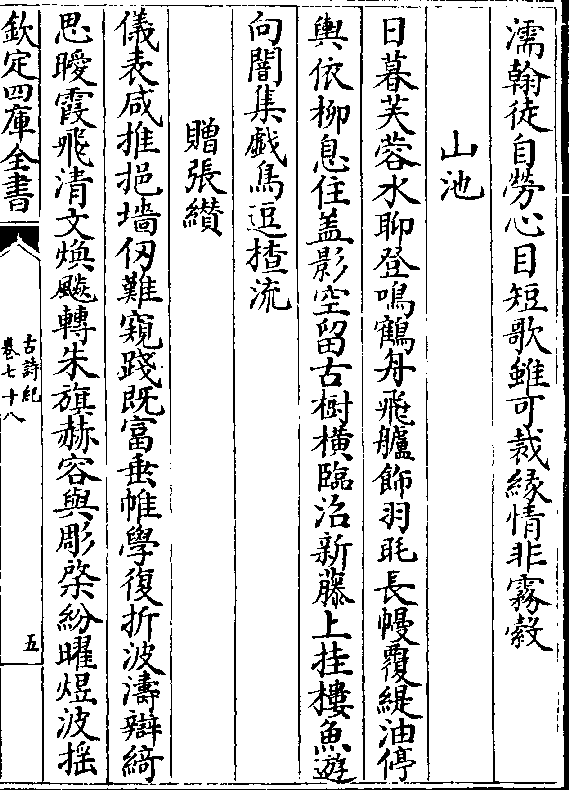 濡翰徒自勞心目短歌雖可裁緣情非霧縠
山池
日暮芙蓉水聊登鳴鶴舟飛艫飾羽毦長幔覆緹油停
輿依柳息住蓋影空留古樹橫臨沼新藤上挂樓魚遊
向闇集戲鳥逗楂流
贈張纘
儀表咸推挹墻仞難窺踐既富垂帷學復折波濤辯綺
思曖霞飛清文煥飈轉朱旗赫容與彫棨紛曜煜波揺
欽定四庫全書
古詩紀
卷七十八
五